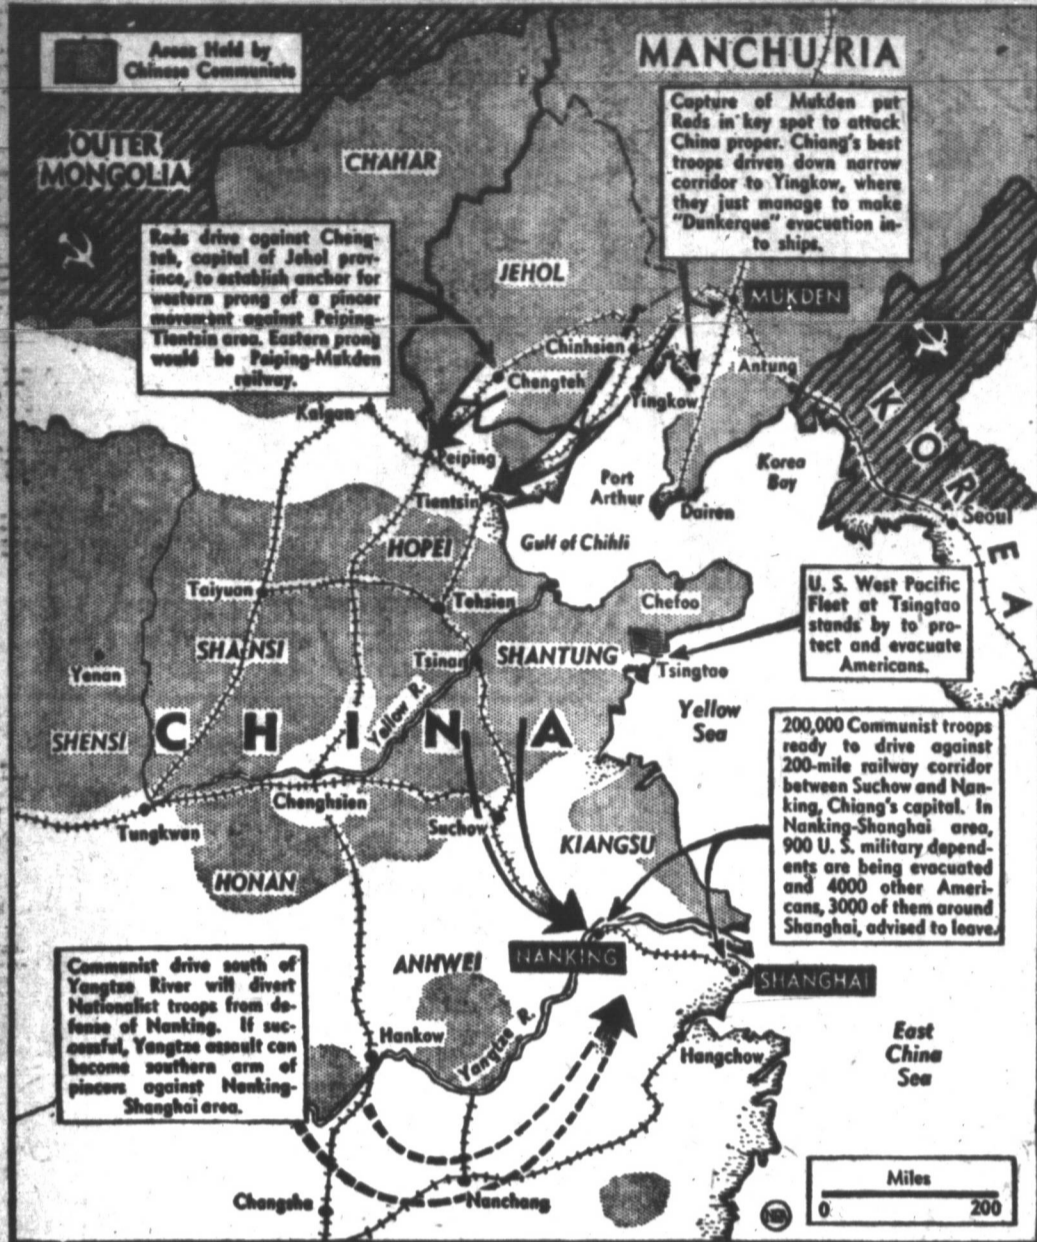 Areas Held by
Chinese Communists
MANCHURIA
OUTER
MONGOLIA
CHAHAR
Capture of Mukden put
Reds in key spot to attack
China proper. Chiang's best
troops driven down narrow
corridor to Yingkow, where
they just manage to make
"Dunkerque" evacuation in-
to ships.
Reds drive against Cheng-
teh, capital of Jehol prov-
ince, to establish anchor for
western prong of a pincer
movement against Peiping-
Tientsin area. Eastern prong
would be Peiping-Mukden
railway.
JEHOL
MUKDEN
Chinhsien
Antung
Chengteh
Yingkow
Kalgan
KOREA
Peiping
Korea
Bay
Port
Arthur
Tientsin
Dairen
Seoul
HOPEI
Gulf of Chihli
Taiyuan
Tehsien
Chefoo
U. S. West Pacific
Fleet at Tsingtao
stands by to pro-
tect and evacuate
Americans.
SHANSI
Tsinan
SHANTUNG
Tsingtao
Yenan
Yellow R.
Yellow
Sea
SHENSI
CHINA
200,000 Communist troops
ready to drive against
200-mile railway corridor
between Suchow and Nan-
king, Chiang's capital. In
Nanking-Shanghai area,
900 U. S. military depend-
ents are being evacuated
and 4000 other Ameri-
cans, 3000 of them around
Shanghai, advised to leave.
Chenghsien
Tungkwan
Suchow
KIANGSU
HONAN
ANHWEI
NANKING
SHANGHAI
Communist drive south of
Yangtze River will divert
Nationalist troops from de-
fense of Nanking. If suc-
cessful, Yangtze assault can
become southern arm of
pincers against Nanking-
Shanghai area.
Hankow
Yangtze R.
Hangchow
East
China
Sea
Changsha
Nanchang
NEA
Miles
0 200